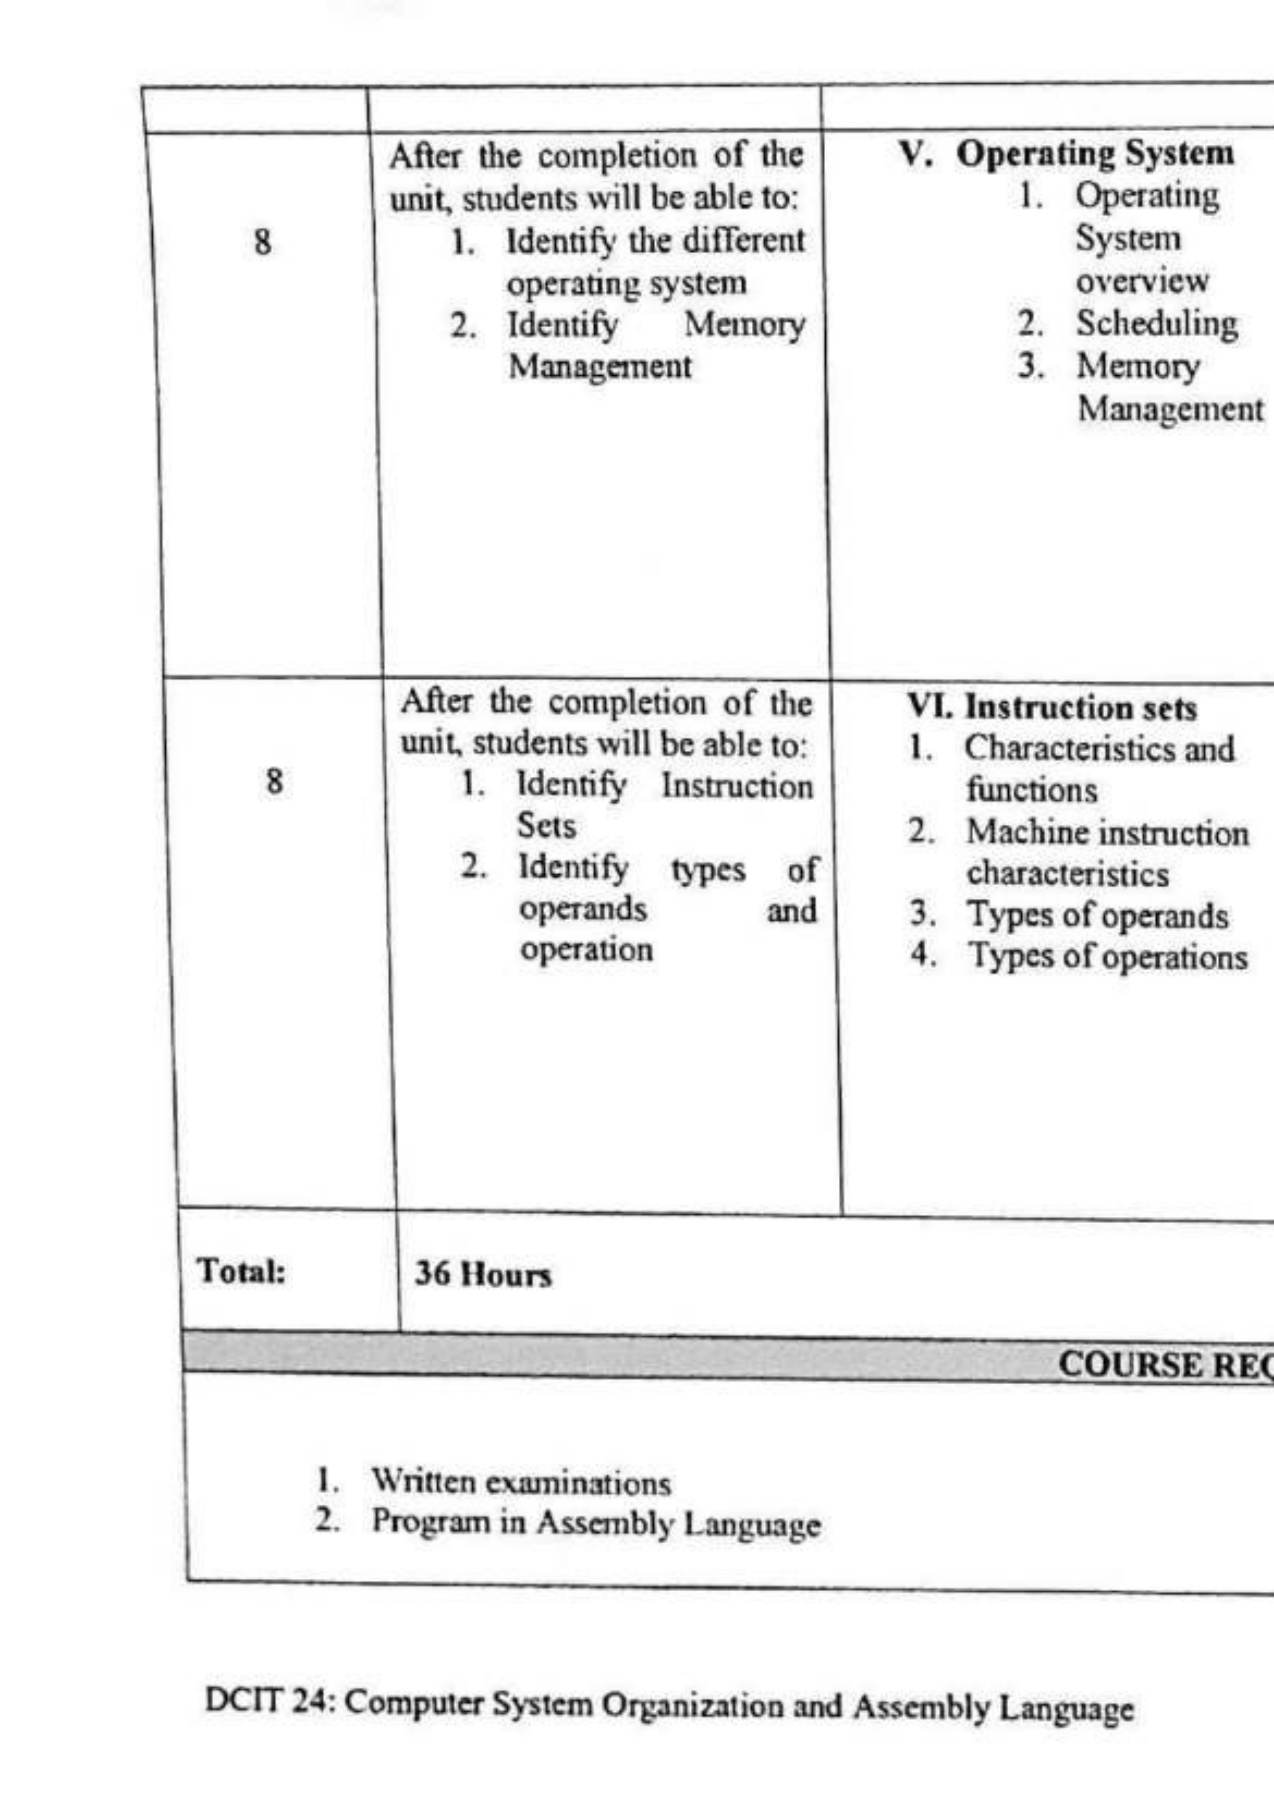 After the completion of the
unit, students will be able to:
8
1. Identify the different
operating system
2. Identify Memory
Management
V. Operating System
1. Operating
System
overview
2. Scheduling
3. Memory
Management
After the completion of the
unit, students will be able to:
8
1. Identify Instruction
Sets
2. Identify types of
operands and
operation
VI. Instruction sets
1. Characteristics and
functions
2. Machine instruction
characteristics
3. Types of operands
4. Types of operations
Total: 36 Hours
COURSE REQ
1. Written examinations
2. Program in Assembly Language
DCIT 24: Computer System Organization and Assembly Language